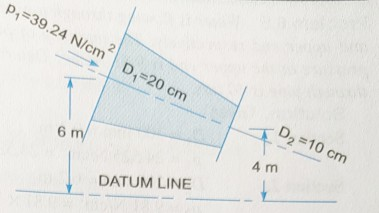 p₁=39.24 N/cm²
D₁=20 cm
D₂=10 cm
6 m
4 m
DATUM LINE